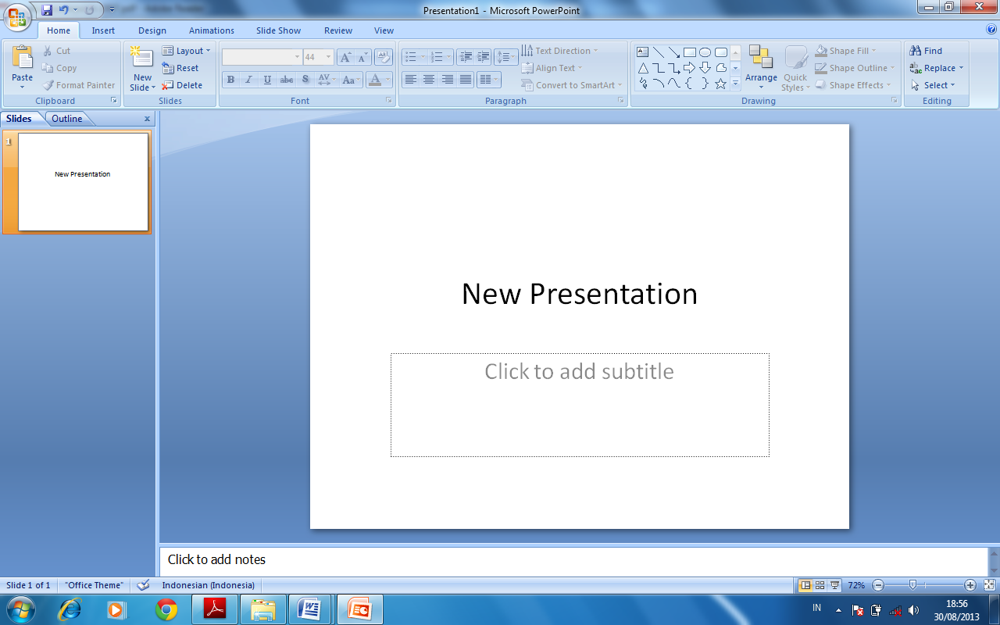 Presentation1 - Microsoft PowerPoint
Home Insert Design Animations Slide Show Review View
Paste
Cut
Copy
Format Painter
Clipboard
New
Slide
Layout
Reset
Delete
Slides
44
B I U abc S AV Aa A
Font
Text Direction
Align Text
Convert to SmartArt
Paragraph
Arrange
Quick
Styles
Shape Fill
Shape Outline
Shape Effects
Drawing
Find
Replace
Select
Editing
Slides Outline x
1
New Presentation
New Presentation
Click to add subtitle
Click to add notes
Slide 1 of 1 "Office Theme" Indonesian (Indonesia) 72%
IN
18:56
30/08/2013